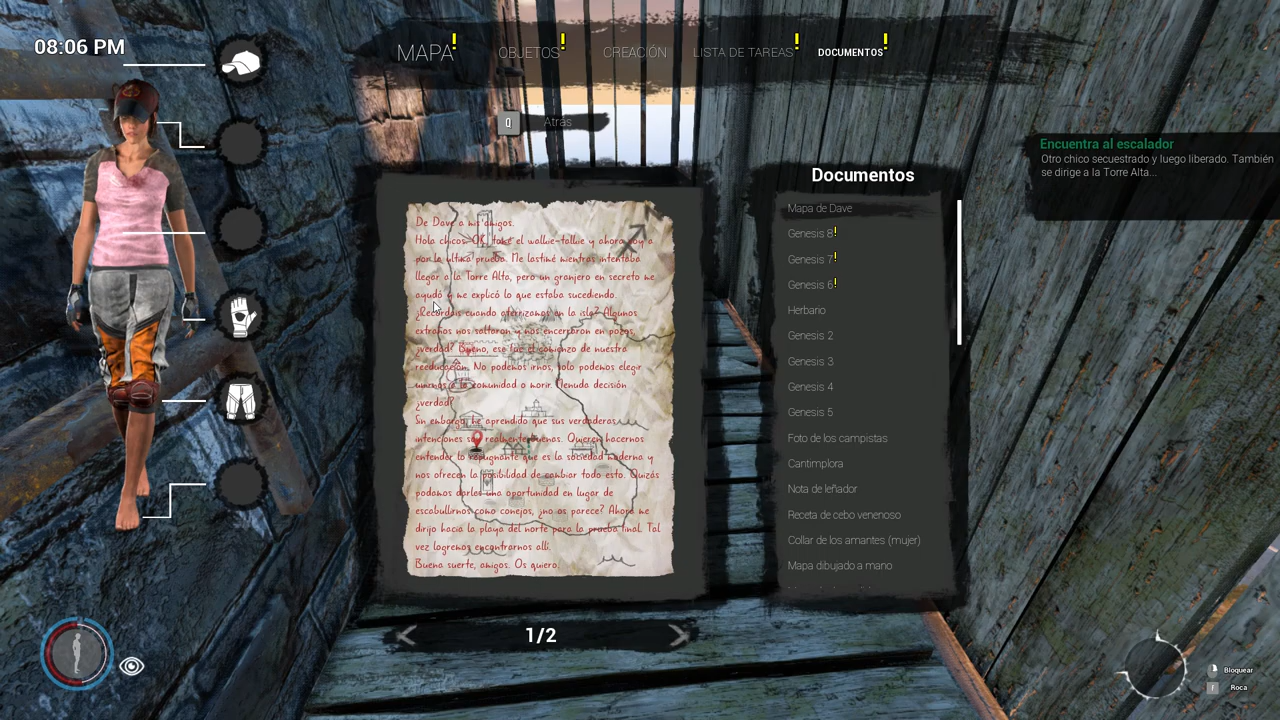 08:06 PM
MAPA!
OBJETOS!
CREACIÓN
LISTA DE TAREAS!
DOCUMENTOS!
Q Atrás
Encuentra al escalador
Otro chico secuestrado y luego liberado. También
se dirige a la Torre Alta...
De Dave a mis amigos.
Hola chicos. OK, tomé el walkie-talkie y ahora voy a
por la última prueba. Me lastimé mientras intentaba
llegar a la Torre Alta, pero un granjero en secreto me
ayudó y me explicó lo que estaba sucediendo.
¿Recordáis cuando aterrizamos en la isla? Algunos
extraños nos saltaron y nos encerraron en pozos,
¿verdad? Bueno, ese fue el comienzo de nuestra
reeducación. No podemos irnos, solo podemos elegir
unirnos a la comunidad o morir. Menuda decisión
¿verdad?
Sn embargo, he aprendido que sus verdaderas
intenciones son realmente buenas. Quieren hacernos
entender lo repugnante que es la sociedad moderna y
nos ofrecen la posibilidad de cambiar todo esto. Quizás
podamos darles una oportunidad en lugar de
escabullirnos como conejos, ¿no os parece? Ahora me
dirijo hacia la playa del norte para la prueba final. Tal
vez logremos encontrarnos allí.
Buena suerte, amigos. Os quiero.
1/2
Documentos
Mapa de Dave
Genesis 8!
Genesis 7!
Genesis 6!
Herbario
Genesis 2
Genesis 3
Genesis 4
Genesis 5
Foto de los campistas
Cantimplora
Nota de leñador
Receta de cebo venenoso
Collar de los amantes (mujer)
Mapa dibujado a mano
Bloquear
F Roca